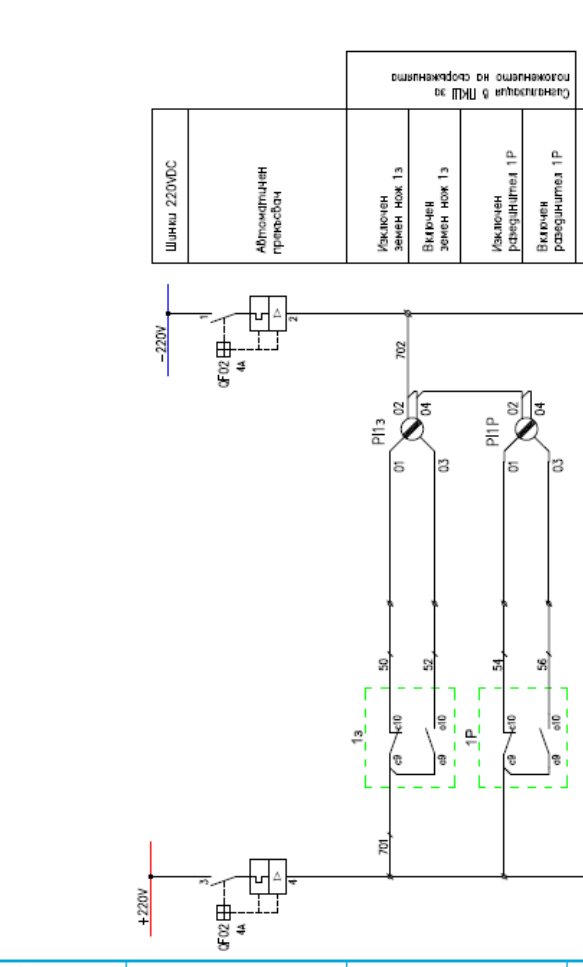 Сигнализация в ПКШ за
положението на съоръженията
Шинки 220VDC
Автоматичен
прекъсвач
Изключен
земен нож 1з
Включен
земен нож 1з
Изключен
разединител 1Р
Включен
разединител 1Р
-220V
1
2
QF02
4A
702
PI1з
02
04
01
03
PI1P
02
04
01
03
50
52
54
56
1з
c10
o10
c9
o9
1P
c10
o10
c9
o9
701
+220V
3
4
QF02
4A